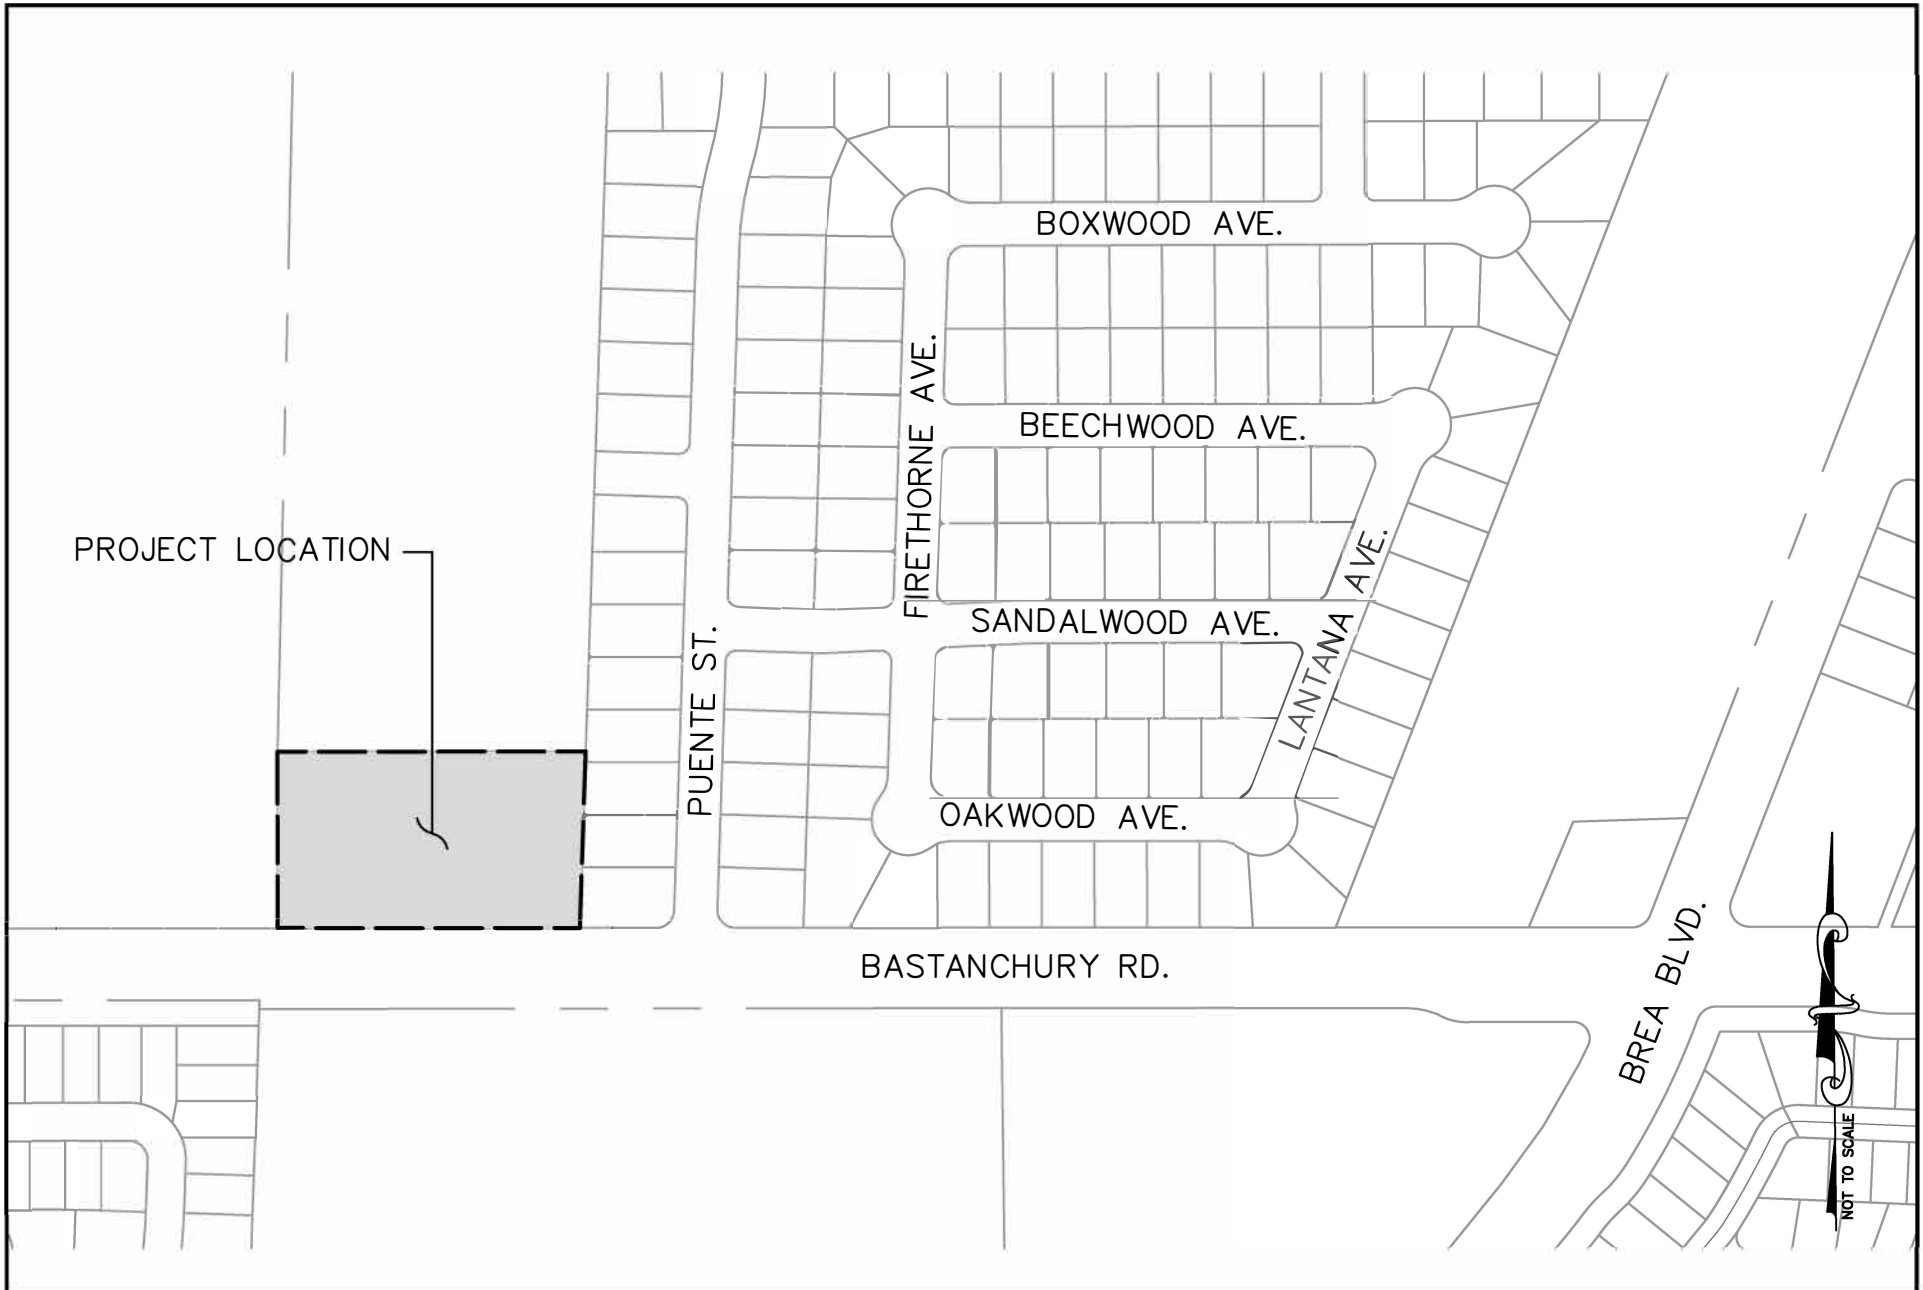 BOXWOOD AVE.
FIRETHORNE AVE.
BEECHWOOD AVE.
PROJECT LOCATION
SANDALWOOD AVE.
LANTANA AVE.
PUENTE ST.
OAKWOOD AVE.
BASTANCHURY RD.
BREA BLVD.
NOT TO SCALE